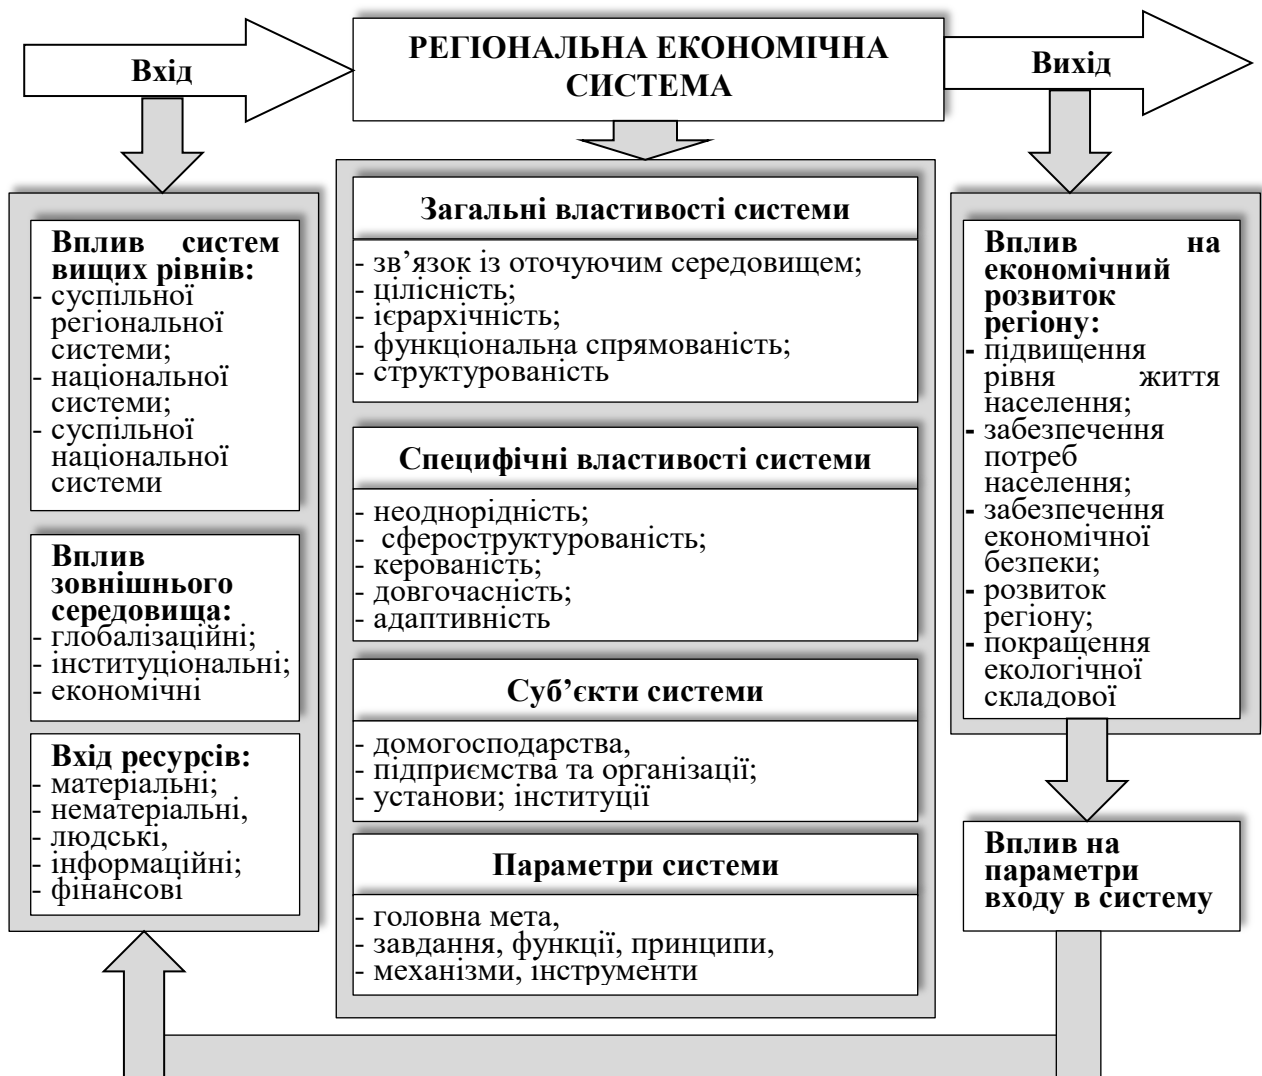 Вхід
РЕГІОНАЛЬНА ЕКОНОМІЧНА
СИСТЕМА
Вихід
Вплив систем
вищих рівнів:
- суспільної
регіональної
системи;
- національної
системи;
- суспільної
національної
системи
Вплив
зовнішнього
середовища:
- глобалізаційні;
- інституціональні;
- економічні
Вхід ресурсів:
- матеріальні;
- нематеріальні,
- людські,
- інформаційні;
- фінансові
Загальні властивості системи
- зв’язок із оточуючим середовищем;
- цілісність;
- ієрархічність;
- функціональна спрямованість;
- структурованість
Специфічні властивості системи
- неоднорідність;
- сфероструктурованість;
- керованість;
- довгочасність;
- адаптивність
Суб’єкти системи
- домогосподарства,
- підприємства та організації;
- установи; інституції
Параметри системи
- головна мета,
- завдання, функції, принципи,
- механізми, інструменти
Вплив на
економічний
розвиток
регіону:
- підвищення
рівня життя
населення;
- забезпечення
потреб
населення;
- забезпечення
економічної
безпеки;
- розвиток
регіону;
- покращення
екологічної
складової
Вплив на
параметри
входу в систему